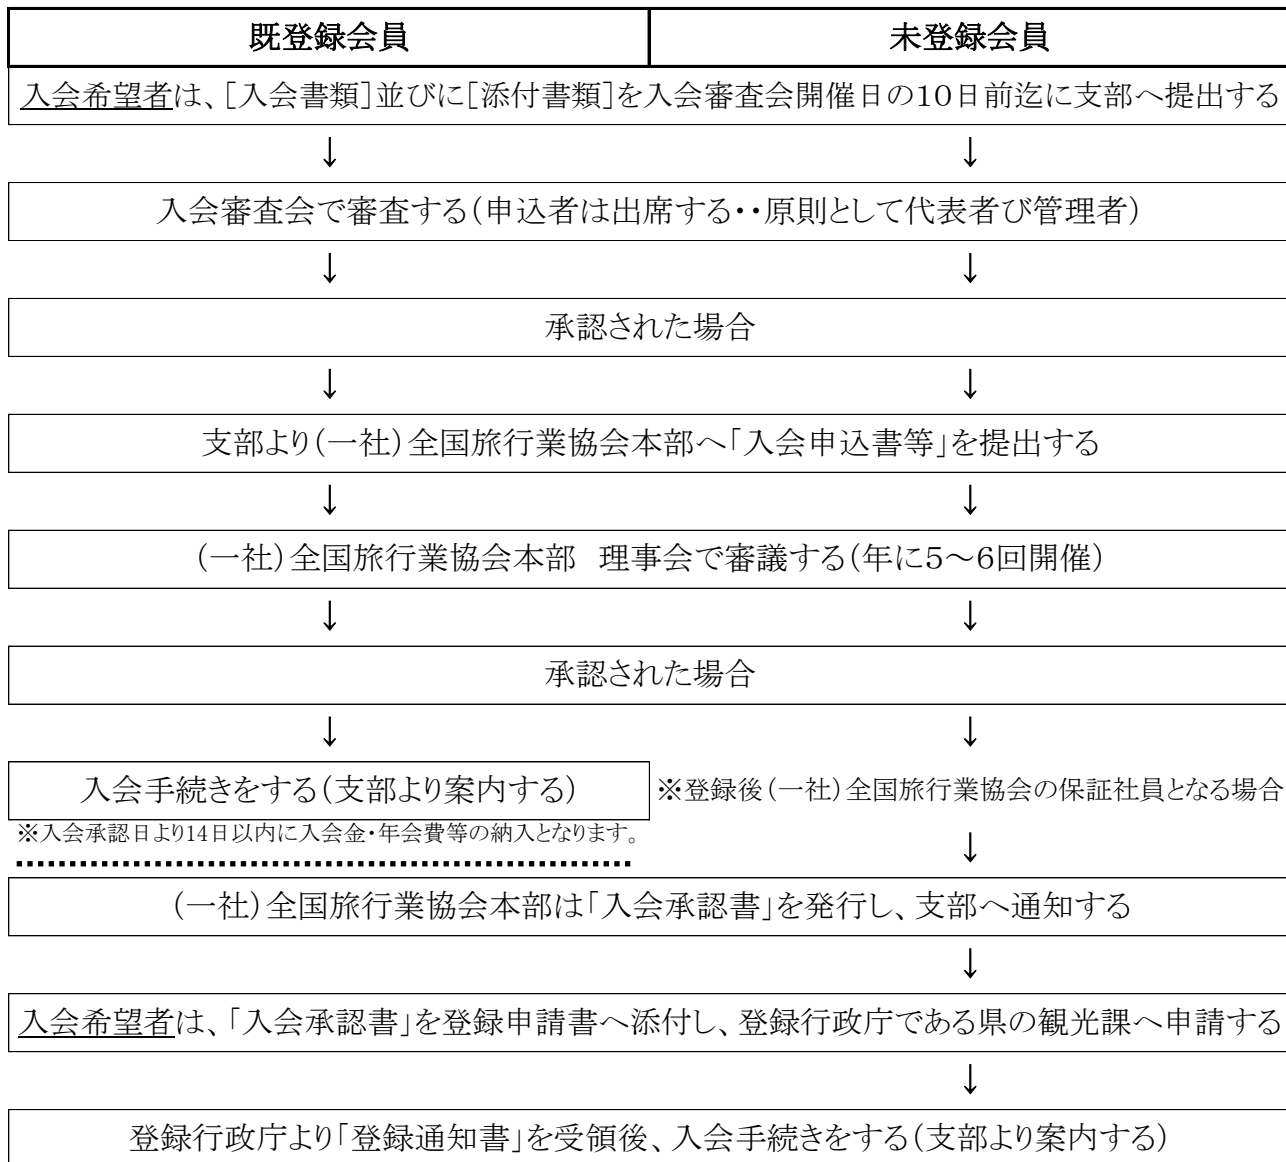 既登録会員
未登録会員
入会希望者は、[入会書類]並びに[添付書類]を入会審査会開催日の10日前迄に支部へ提出する
↓ ↓
入会審査会で審査する(申込者は出席する・・原則として代表者び管理者)
↓ ↓
承認された場合
↓ ↓
支部より(一社)全国旅行業協会本部へ「入会申込書等」を提出する
↓ ↓
(一社)全国旅行業協会本部 理事会で審議する(年に5~6回開催)
↓ ↓
承認された場合
↓ ↓
入会手続きをする(支部より案内する)
※登録後(一社)全国旅行業協会の保証社員となる場合
※入会承認日より14日以内に入会金・年会費等の納入となります。
↓
(一社)全国旅行業協会本部は「入会承認書」を発行し、支部へ通知する
↓
入会希望者は、「入会承認書」を登録申請書へ添付し、登録行政庁である県の観光課へ申請する
↓
登録行政庁より「登録通知書」を受領後、入会手続きをする(支部より案内する)